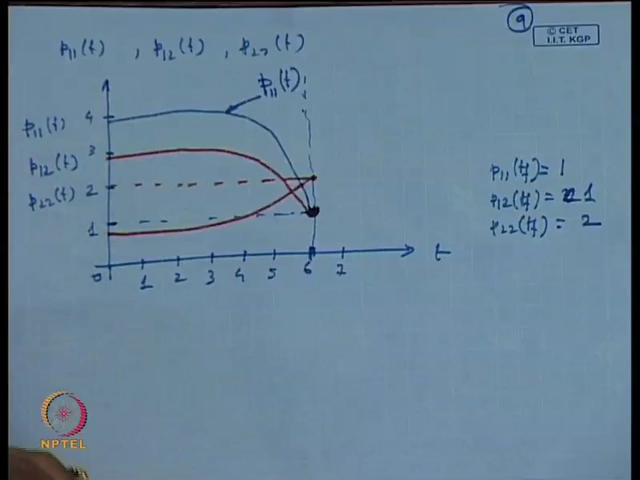 9
© CET
I.I.T. KGP
p₁₁(t) , p₁₂(t) , p₂₂(t)
p₁₁(t)
p₁₁(t) 4
p₁₂(t) 3
p₂₂(t) 2
1
0 1 2 3 4 5 6 7 t
p₁₁(tf) = 1
p₁₂(tf) = 1
p₂₂(tf) = 2
NPTEL